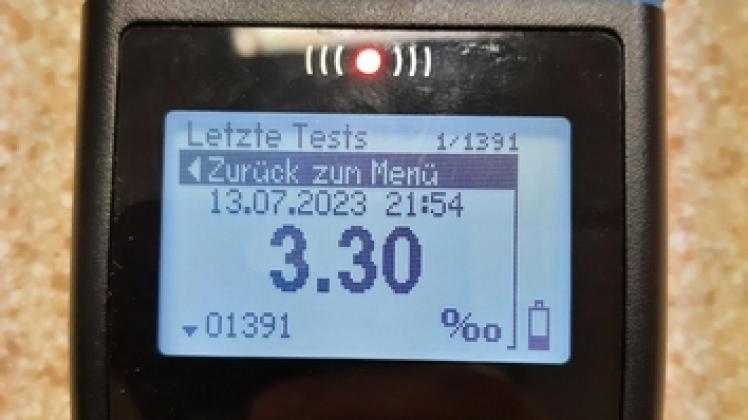 Letzte Tests 1/1391
Zurück zum Menü
13.07.2023 21:54
3.30
01391 ‰